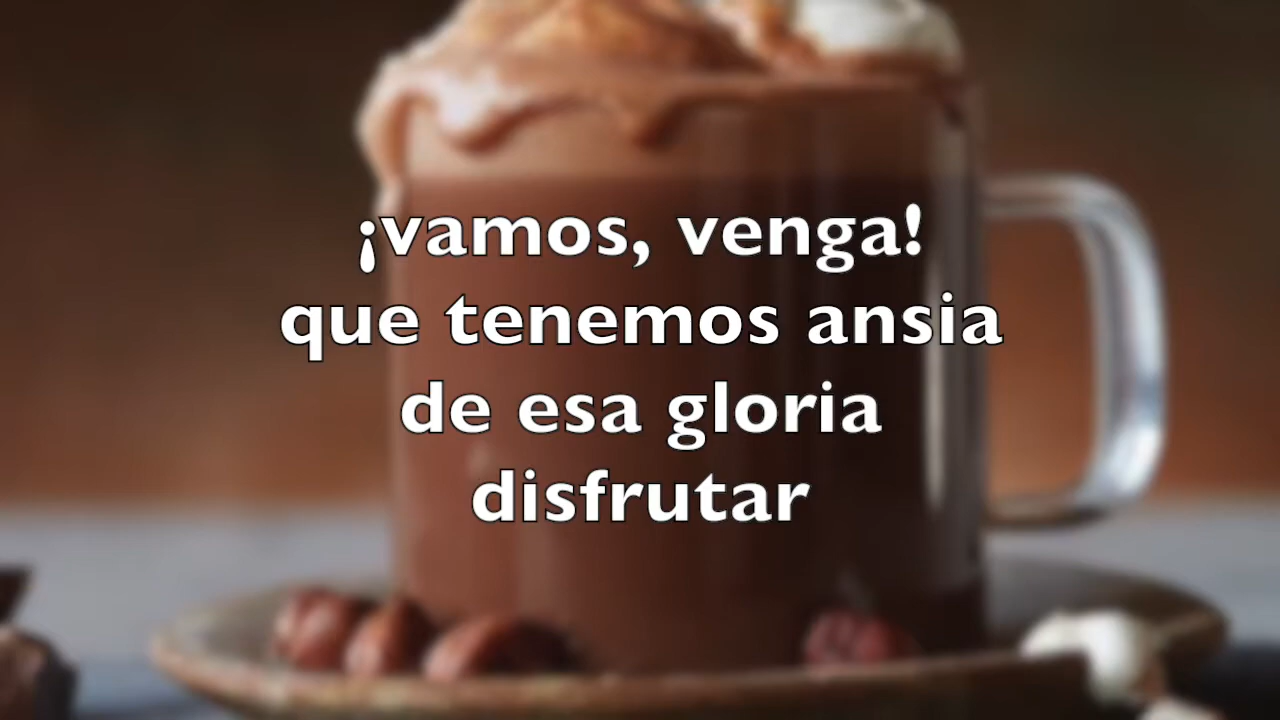 ¡vamos, venga!
que tenemos ansia
de esa gloria
disfrutar